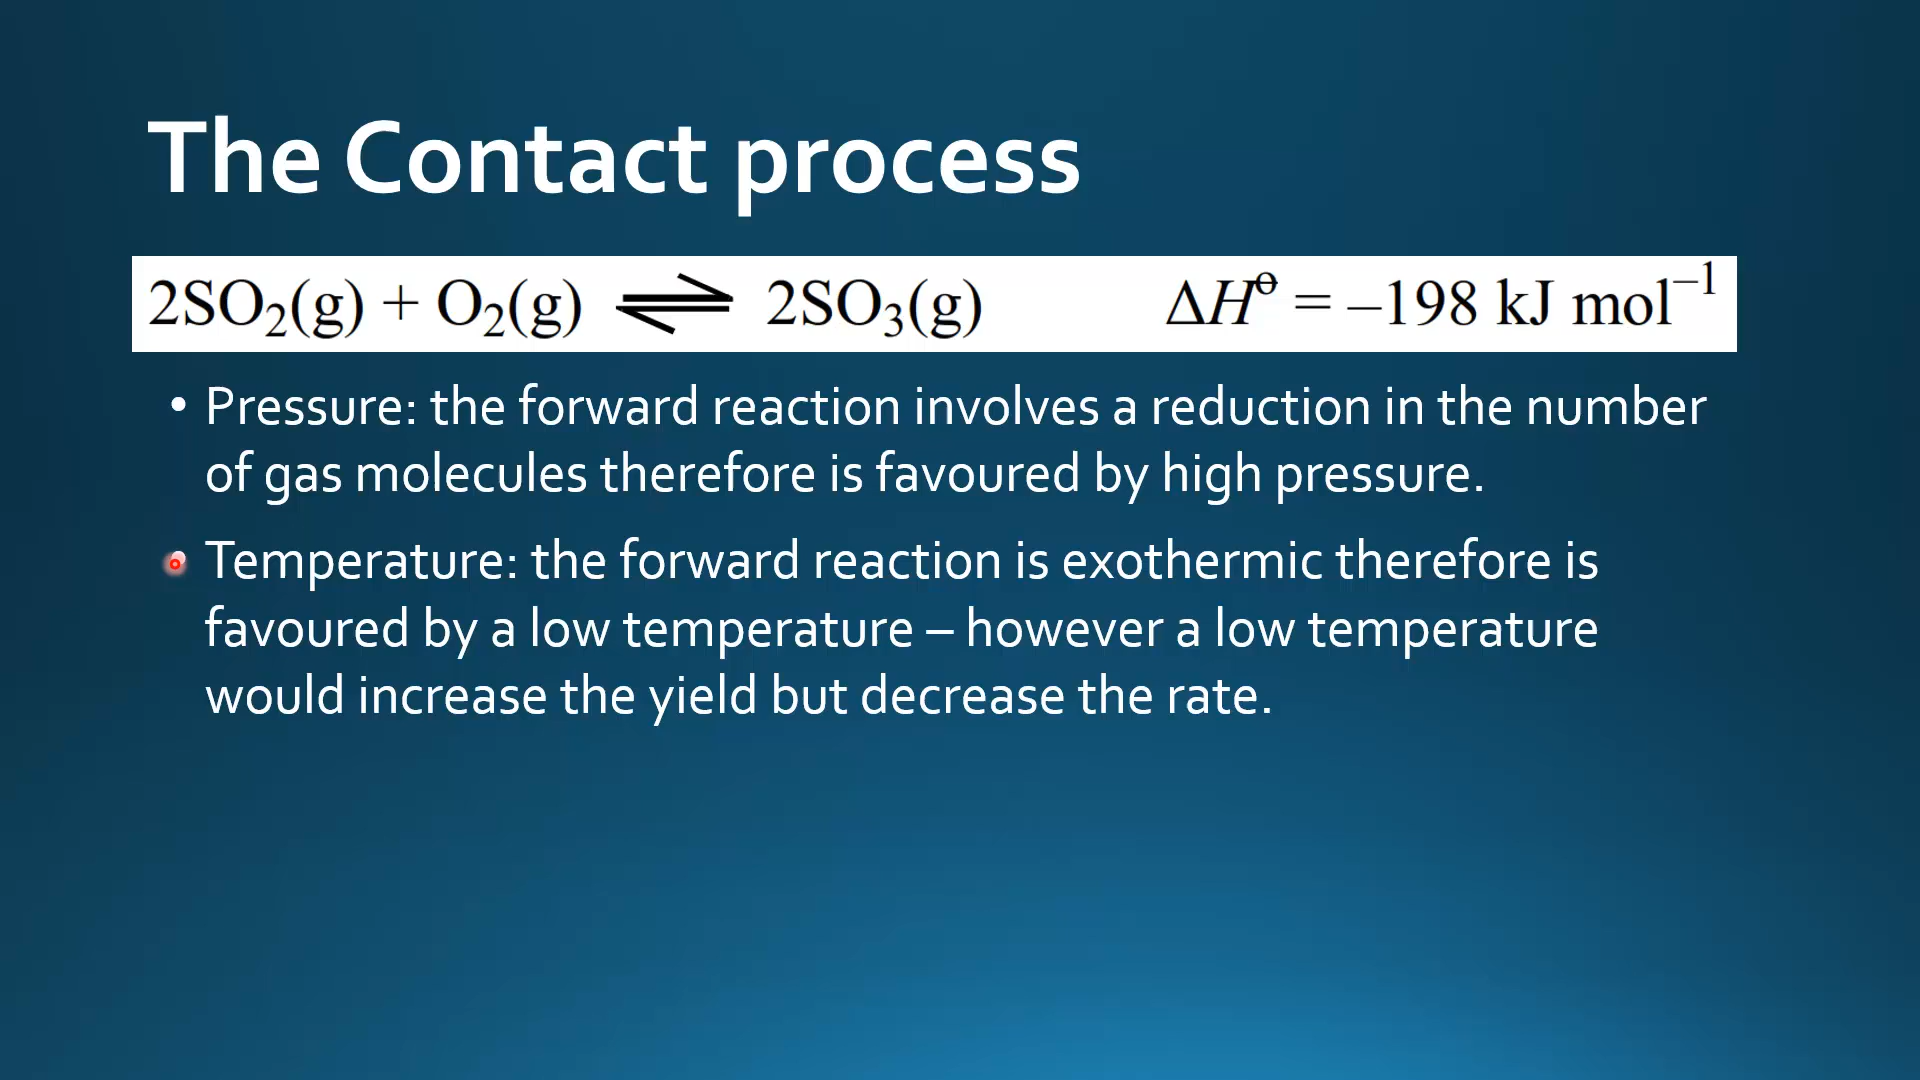 The Contact process
2SO₂(g) + O₂(g) ⇌ 2SO₃(g) ΔH⦵ = –198 kJ mol⁻¹
• Pressure: the forward reaction involves a reduction in the number
of gas molecules therefore is favoured by high pressure.
• Temperature: the forward reaction is exothermic therefore is
favoured by a low temperature – however a low temperature
would increase the yield but decrease the rate.